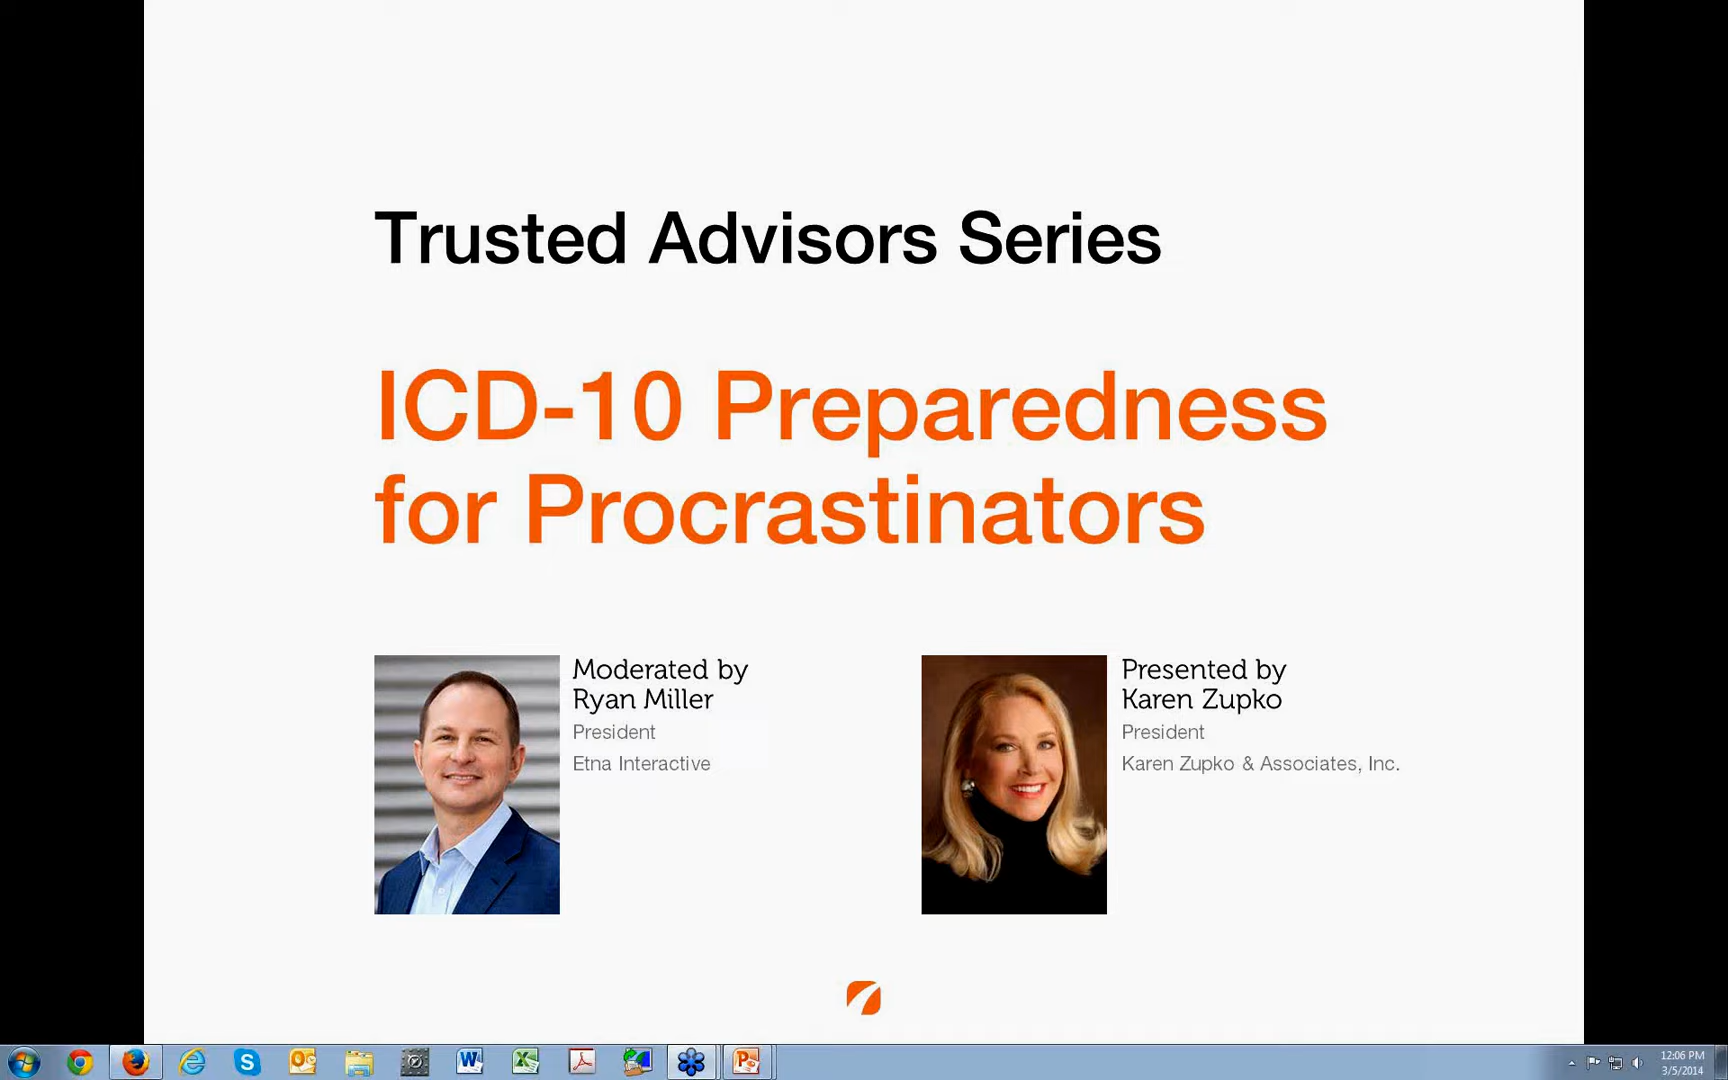 Trusted Advisors Series
ICD-10 Preparedness
for Procrastinators
Moderated by
Ryan Miller
President
Etna Interactive
Presented by
Karen Zupko
President
Karen Zupko & Associates, Inc.
12:06 PM
3/5/2014